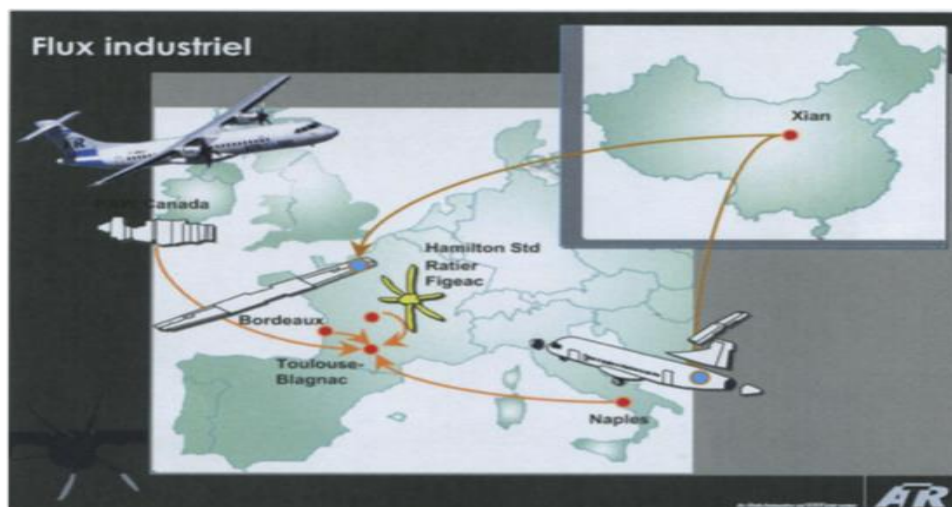 Flux industriel
Xian
Canada
Hamilton Std
Ratier
Figeac
Bordeaux
Toulouse-
Blagnac
Naples
ATR